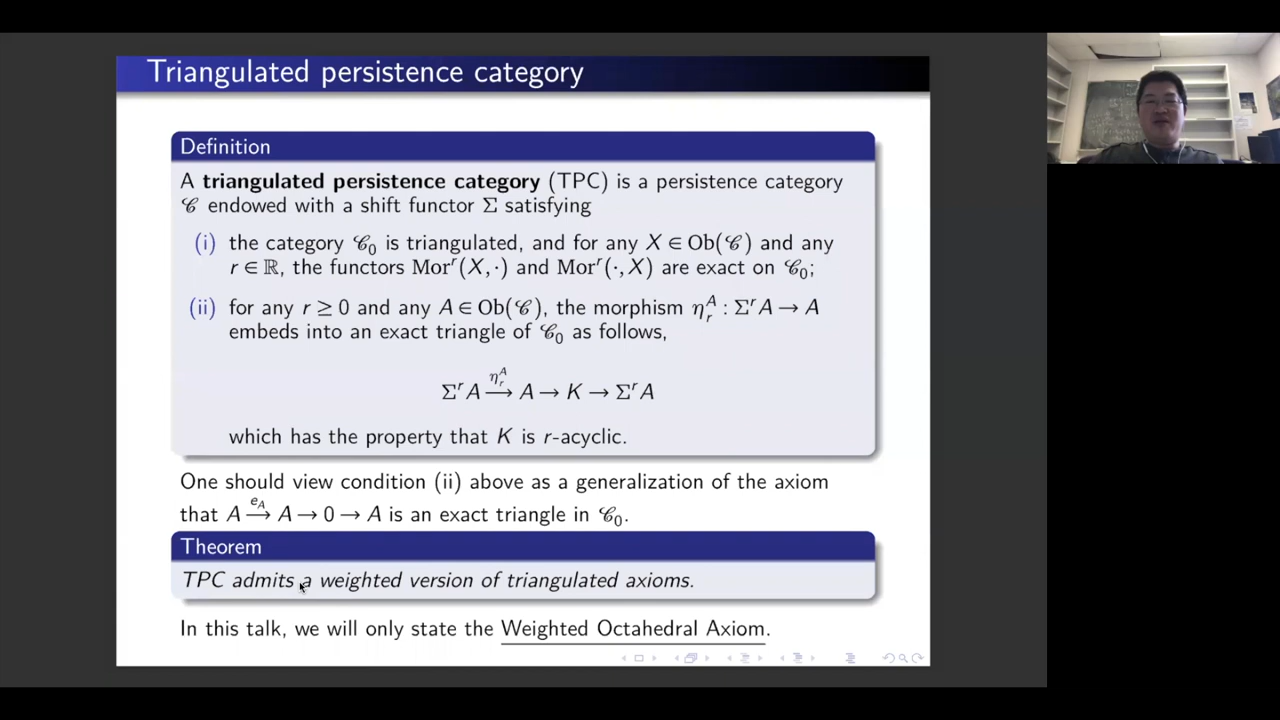 Triangulated persistence category
Definition
A triangulated persistence category (TPC) is a persistence category
𝒞 endowed with a shift functor Σ satisfying
(i) the category 𝒞₀ is triangulated, and for any X ∈ Ob(𝒞) and any
r ∈ ℝ, the functors Morʳ(X,·) and Morʳ(·,X) are exact on 𝒞₀;
(ii) for any r ≥ 0 and any A ∈ Ob(𝒞), the morphism ηᵣᴬ : ΣʳA → A
embeds into an exact triangle of 𝒞₀ as follows,
ΣʳA –ηᵣᴬ→ A → K → ΣʳA
which has the property that K is r-acyclic.
One should view condition (ii) above as a generalization of the axiom
that A –e_A→ A → 0 → A is an exact triangle in 𝒞₀.
Theorem
TPC admits a weighted version of triangulated axioms.
In this talk, we will only state the Weighted Octahedral Axiom.